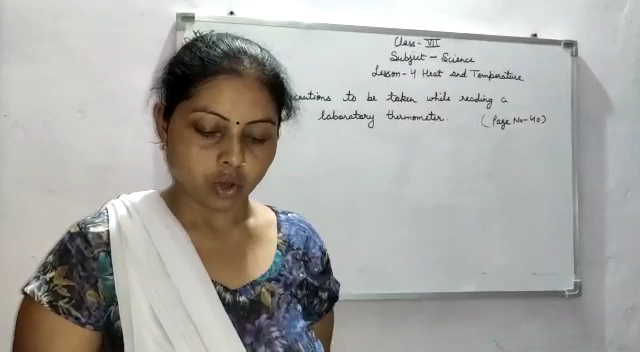 Class - VII
Subject - Science
Lesson - 4 Heat and Temperature
cautions to be taken while reading a
laboratory thermometer. (Page No - 40)